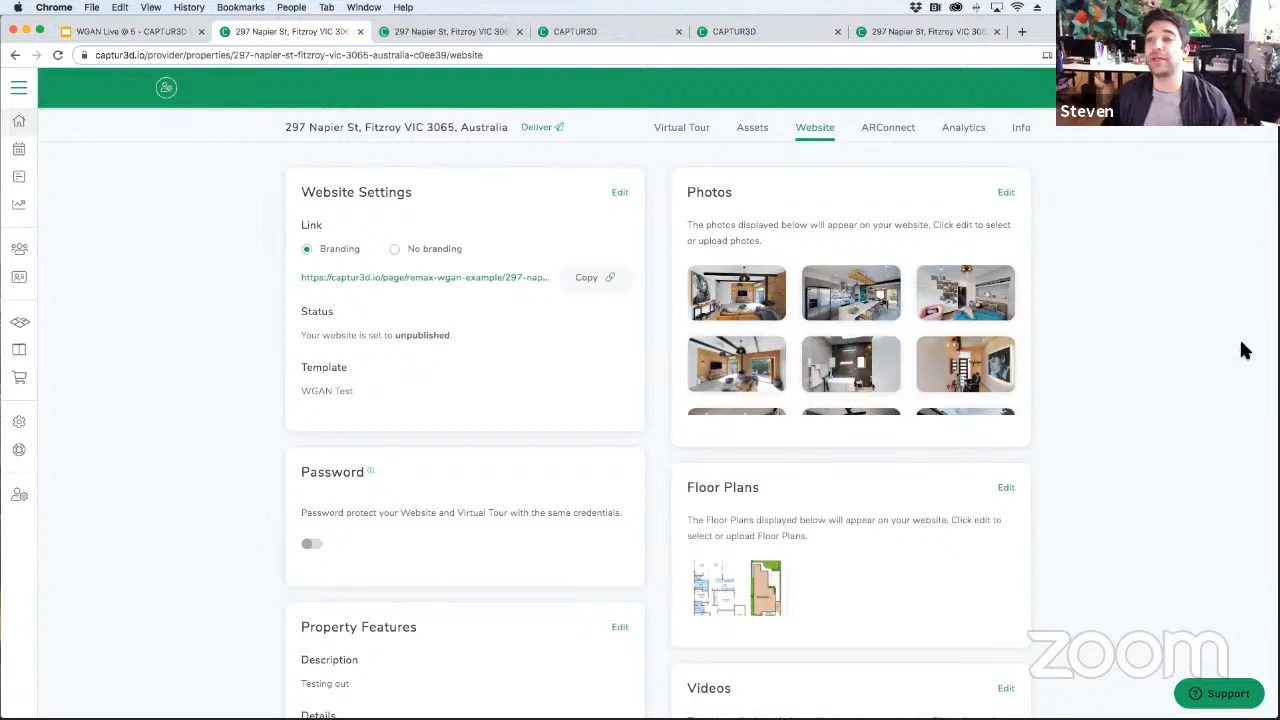 Chrome File Edit View History Bookmarks People Tab Window Help
WGAN Live @ 5 - CAPTUR3D
297 Napier St, Fitzroy VIC 306
297 Napier St, Fitzroy VIC 306
CAPTUR3D
CAPTUR3D
297 Napier St, Fitzroy VIC 306
captur3d.io/provider/properties/297-napier-st-fitzroy-vic-3065-australia-c0ee39/website
Steven
297 Napier St, Fitzroy VIC 3065, Australia Deliver
Virtual Tour Assets Website ARConnect Analytics Info
Website Settings Edit
Link
Branding No branding
https://captur3d.io/page/remax-wgan-example/297-nap... Copy
Status
Your website is set to unpublished.
Template
WGAN Test
Password
Password protect your Website and Virtual Tour with the same credentials.
Property Features Edit
Description
Testing out
Details
Photos Edit
The photos displayed below will appear on your website. Click edit to select
or upload photos.
Floor Plans Edit
The Floor Plans displayed below will appear on your website. Click edit to
select or upload Floor Plans.
Videos Edit
zoom
Support